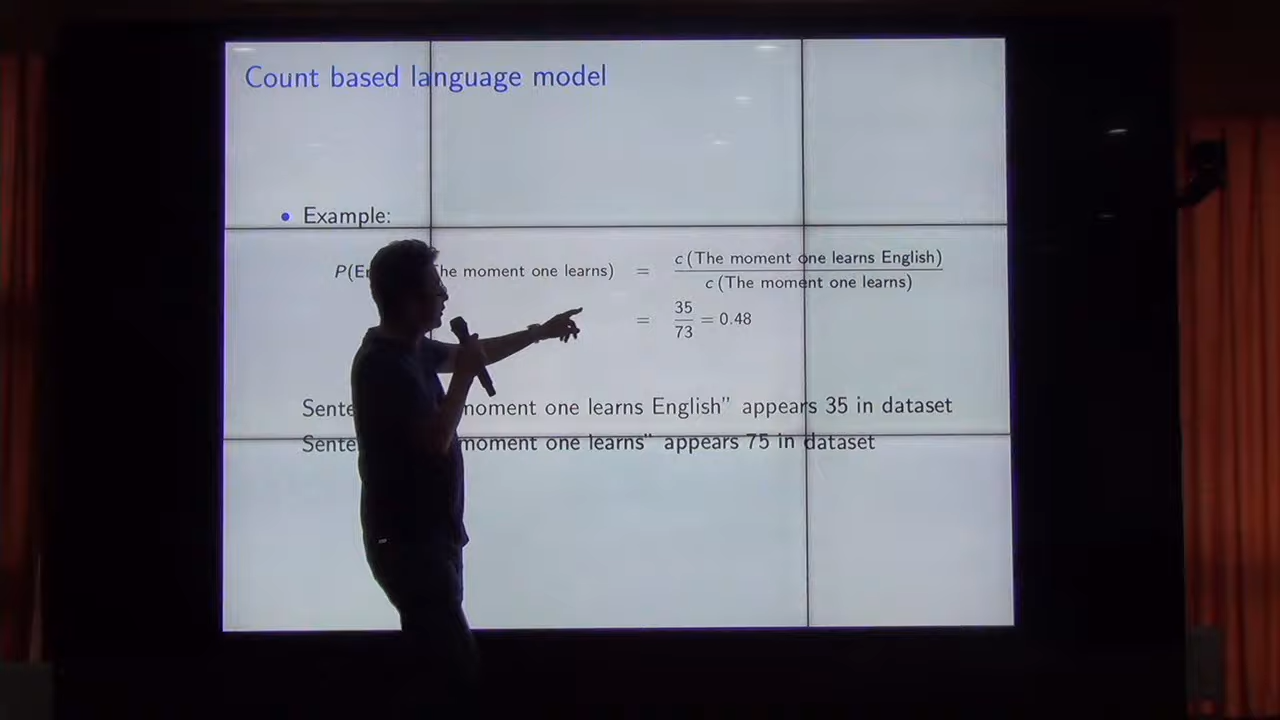 Count based language model
• Example:
P(E he moment one learns) = c (The moment one learns English) / c (The moment one learns)
= 35/73 = 0.48
Sente moment one learns English” appears 35 in dataset
Sente moment one learns” appears 75 in dataset